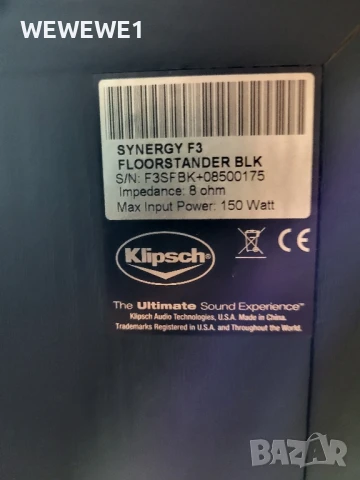 WEWEWE1
SYNERGY F3
FLOORSTANDER BLK
S/N: F3SFBK+08500175
Impedance: 8 ohm
Max Input Power: 150 Watt
Klipsch®
CE
The Ultimate Sound Experience™
Klipsch Audio Technologies, U.S.A. Made in China.
Trademarks Registered in U.S.A. and Throughout the World.
BAZAR